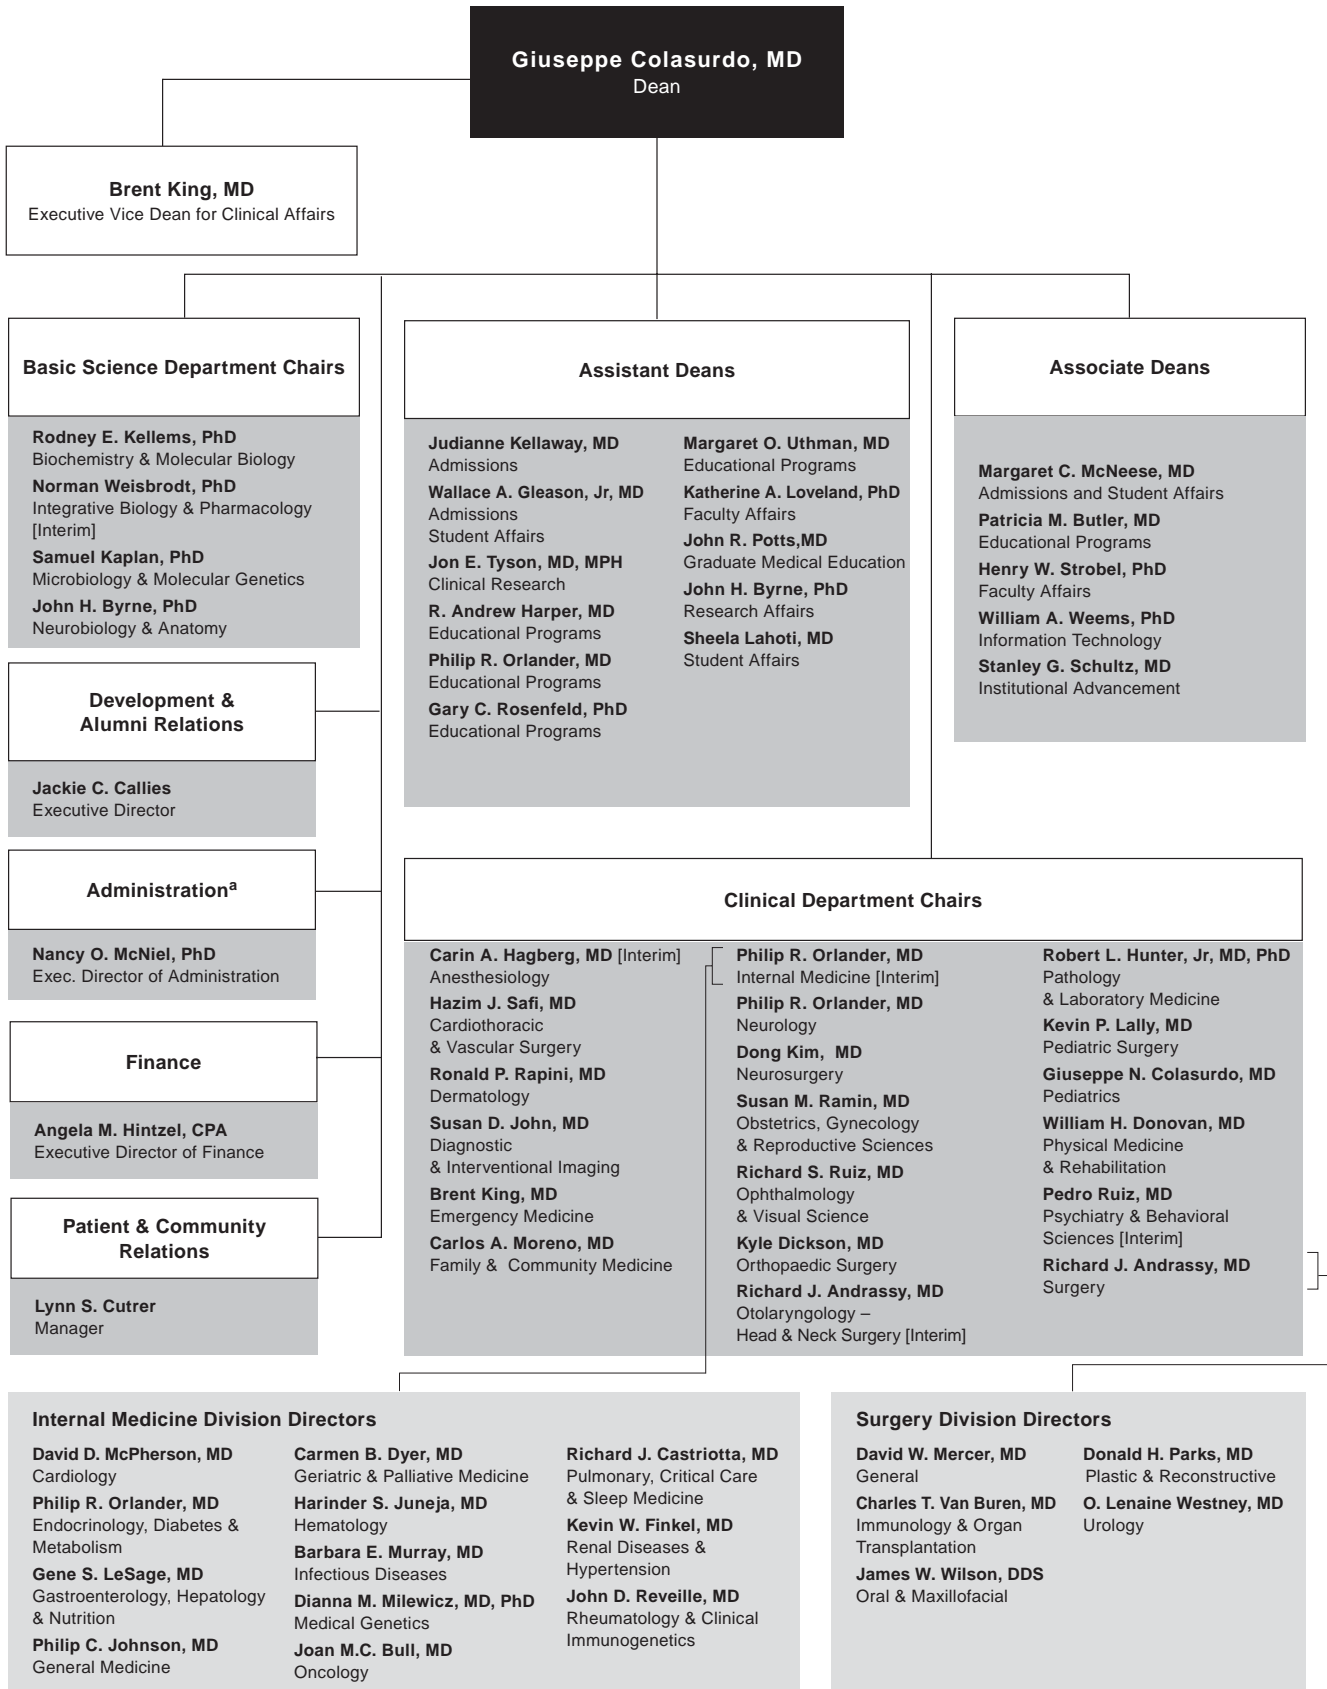 Giuseppe Colasurdo, MD
Dean
Brent King, MD
Executive Vice Dean for Clinical Affairs
Basic Science Department Chairs
Rodney E. Kellems, PhD
Biochemistry & Molecular Biology
Norman Weisbrodt, PhD
Integrative Biology & Pharmacology
[Interim]
Samuel Kaplan, PhD
Microbiology & Molecular Genetics
John H. Byrne, PhD
Neurobiology & Anatomy
Assistant Deans
Judianne Kellaway, MD
Admissions
Wallace A. Gleason, Jr, MD
Admissions
Student Affairs
Jon E. Tyson, MD, MPH
Clinical Research
R. Andrew Harper, MD
Educational Programs
Philip R. Orlander, MD
Educational Programs
Gary C. Rosenfeld, PhD
Educational Programs
Margaret O. Uthman, MD
Educational Programs
Katherine A. Loveland, PhD
Faculty Affairs
John R. Potts,MD
Graduate Medical Education
John H. Byrne, PhD
Research Affairs
Sheela Lahoti, MD
Student Affairs
Associate Deans
Margaret C. McNeese, MD
Admissions and Student Affairs
Patricia M. Butler, MD
Educational Programs
Henry W. Strobel, PhD
Faculty Affairs
William A. Weems, PhD
Information Technology
Stanley G. Schultz, MD
Institutional Advancement
Development &
Alumni Relations
Jackie C. Callies
Executive Director
Administrationa
Nancy O. McNiel, PhD
Exec. Director of Administration
Finance
Angela M. Hintzel, CPA
Executive Director of Finance
Patient & Community
Relations
Lynn S. Cutrer
Manager
Clinical Department Chairs
Carin A. Hagberg, MD [Interim]
Anesthesiology
Hazim J. Safi, MD
Cardiothoracic
& Vascular Surgery
Ronald P. Rapini, MD
Dermatology
Susan D. John, MD
Diagnostic
& Interventional Imaging
Brent King, MD
Emergency Medicine
Carlos A. Moreno, MD
Family & Community Medicine
Philip R. Orlander, MD
Internal Medicine [Interim]
Philip R. Orlander, MD
Neurology
Dong Kim, MD
Neurosurgery
Susan M. Ramin, MD
Obstetrics, Gynecology
& Reproductive Sciences
Richard S. Ruiz, MD
Ophthalmology
& Visual Science
Kyle Dickson, MD
Orthopaedic Surgery
Richard J. Andrassy, MD
Otolaryngology –
Head & Neck Surgery [Interim]
Robert L. Hunter, Jr, MD, PhD
Pathology
& Laboratory Medicine
Kevin P. Lally, MD
Pediatric Surgery
Giuseppe N. Colasurdo, MD
Pediatrics
William H. Donovan, MD
Physical Medicine
& Rehabilitation
Pedro Ruiz, MD
Psychiatry & Behavioral
Sciences [Interim]
Richard J. Andrassy, MD
Surgery
Internal Medicine Division Directors
David D. McPherson, MD
Cardiology
Philip R. Orlander, MD
Endocrinology, Diabetes &
Metabolism
Gene S. LeSage, MD
Gastroenterology, Hepatology
& Nutrition
Philip C. Johnson, MD
General Medicine
Carmen B. Dyer, MD
Geriatric & Palliative Medicine
Harinder S. Juneja, MD
Hematology
Barbara E. Murray, MD
Infectious Diseases
Dianna M. Milewicz, MD, PhD
Medical Genetics
Joan M.C. Bull, MD
Oncology
Richard J. Castriotta, MD
Pulmonary, Critical Care
& Sleep Medicine
Kevin W. Finkel, MD
Renal Diseases &
Hypertension
John D. Reveille, MD
Rheumatology & Clinical
Immunogenetics
Surgery Division Directors
David W. Mercer, MD
General
Charles T. Van Buren, MD
Immunology & Organ
Transplantation
James W. Wilson, DDS
Oral & Maxillofacial
Donald H. Parks, MD
Plastic & Reconstructive
O. Lenaine Westney, MD
Urology